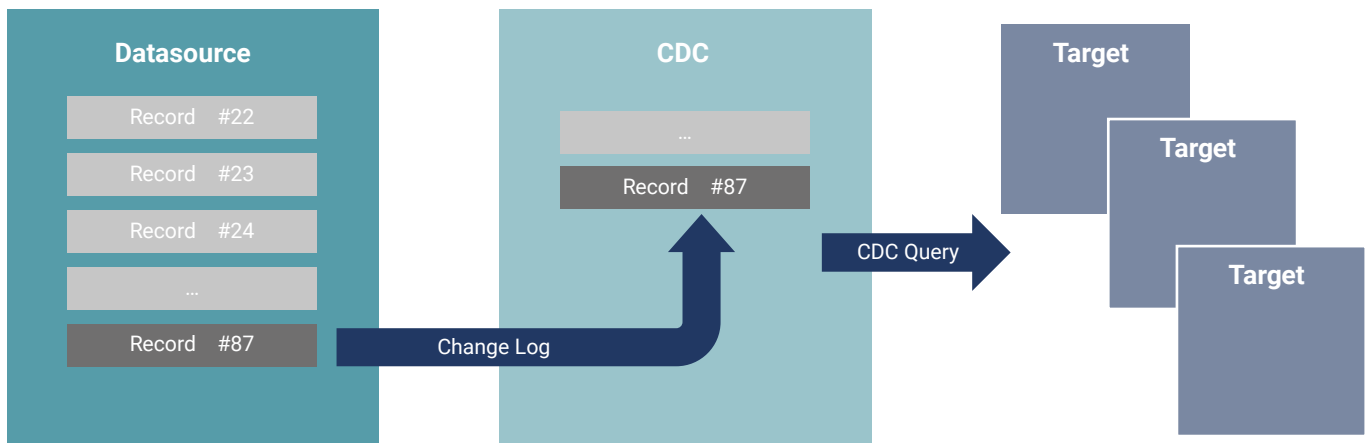 Datasource
Record #22
Record #23
Record #24
...
Record #87
Change Log
CDC
...
Record #87
CDC Query
Target
Target
Target